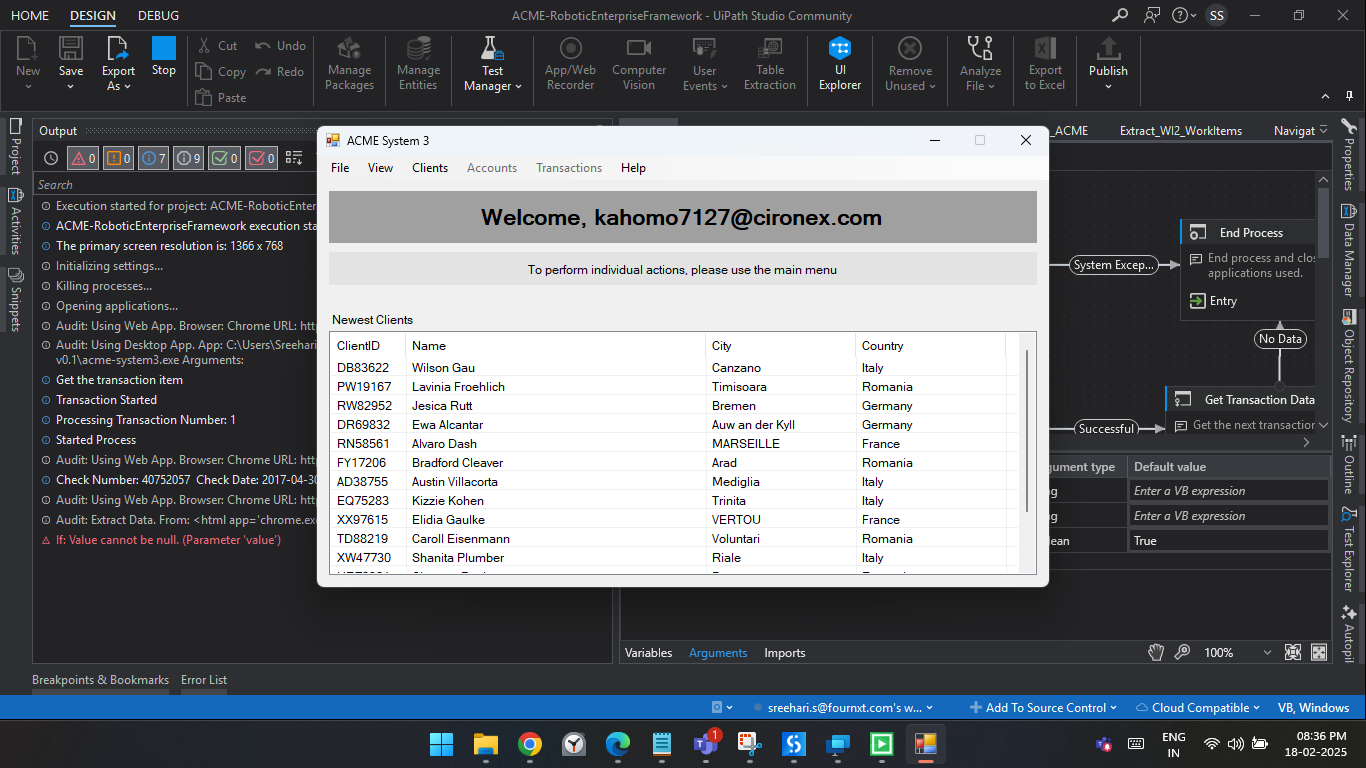 HOME DESIGN DEBUG ACME-RoboticEnterpriseFramework - UiPath Studio Community SS
New Save Export As Stop Cut Undo Copy Redo Paste Manage Packages Manage Entities Test Manager App/Web Recorder Computer Vision User Events Table Extraction UI Explorer Remove Unused Analyze File Export to Excel Publish
Project
Activities
Snippets
Output
0 0 7 9 0 0
Search
Execution started for project: ACME-RoboticEnter
ACME-RoboticEnterpriseFramework execution sta
The primary screen resolution is: 1366 x 768
Initializing settings...
Killing processes...
Opening applications...
Audit: Using Web App. Browser: Chrome URL: htt
Audit: Using Desktop App. App: C:\Users\Sreehari
v0.1\acme-system3.exe Arguments:
Get the transaction item
Transaction Started
Processing Transaction Number: 1
Started Process
Audit: Using Web App. Browser: Chrome URL: htt
Check Number: 40752057 Check Date: 2017-04-30
Audit: Using Web App. Browser: Chrome URL: htt
Audit: Extract Data. From: <html app='chrome.exe
If: Value cannot be null. (Parameter 'value')
ACME System 3
File View Clients Accounts Transactions Help
Welcome, kahomo7127@cironex.com
To perform individual actions, please use the main menu
Newest Clients
ClientID Name City Country
DB83622 Wilson Gau Canzano Italy
PW19167 Lavinia Froehlich Timisoara Romania
RW82952 Jesica Rutt Bremen Germany
DR69832 Ewa Alcantar Auw an der Kyll Germany
RN58561 Alvaro Dash MARSEILLE France
FY17206 Bradford Cleaver Arad Romania
AD38755 Austin Villacorta Mediglia Italy
EQ75283 Kizzie Kohen Trinita Italy
XX97615 Elidia Gaulke VERTOU France
TD88219 Caroll Eisenmann Voluntari Romania
XW47730 Shanita Plumber Riale Italy
_ACME Extract_WI2_WorkItems Navigat
System Excep...
End Process
End process and clos
applications used.
Entry
No Data
Get Transaction Data
Successful
Get the next transaction
gument type Default value
ng Enter a VB expression
ng Enter a VB expression
lean True
Variables Arguments Imports 100%
Properties
Data Manager
Object Repository
Outline
Test Explorer
Autopil
Breakpoints & Bookmarks Error List
sreehari.s@fournxt.com's w... Add To Source Control Cloud Compatible VB, Windows
1
ENG
IN
08:36 PM
18-02-2025